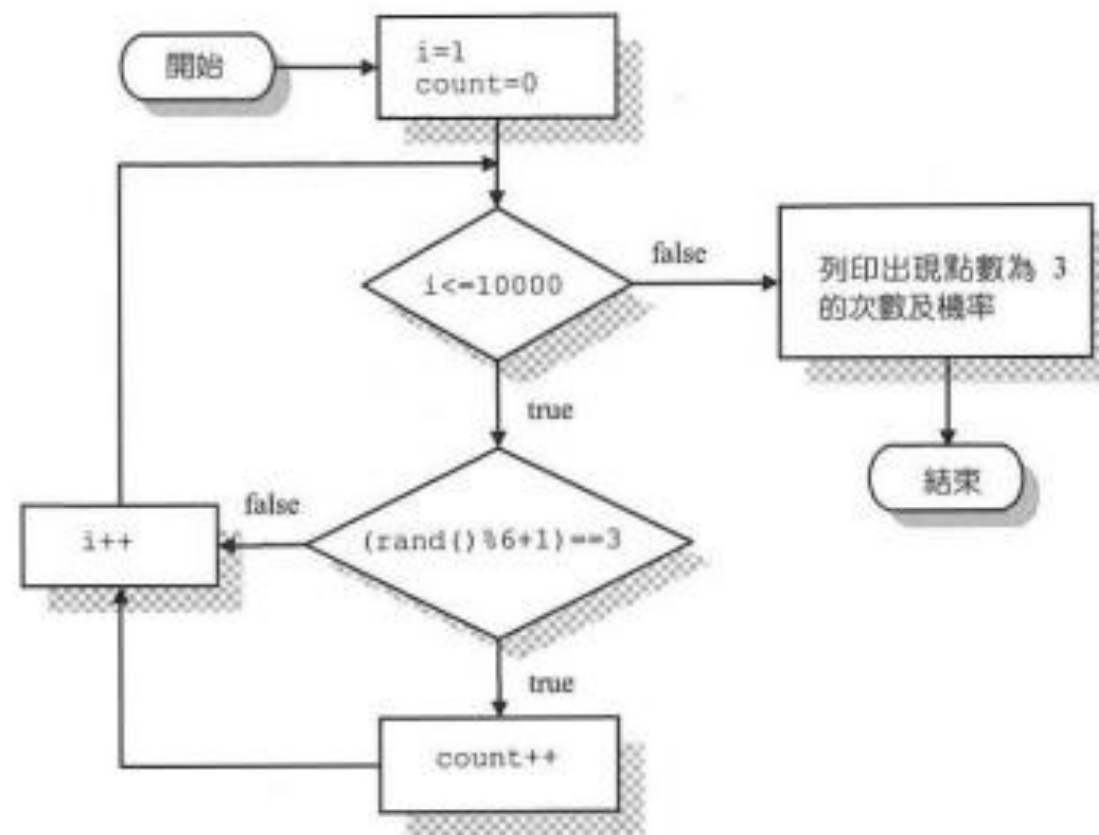 開始
i=1
count=0
i<=10000
false
列印出現點數為 3
的次數及機率
true
結束
i++
false
(rand()%6+1)==3
true
count++